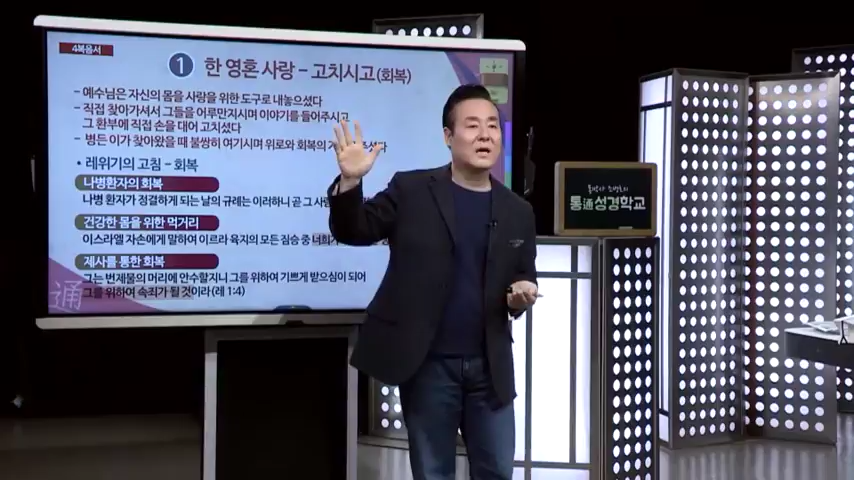 4복음서
1 한 영혼 사랑 – 고치시고(회복)
– 예수님은 자신의 몸을 사랑을 위한 도구로 내놓으셨다
– 직접 찾아가셔서 그들을 어루만지시며 이야기를 들어주시고
그 환부에 직접 손을 대어 고치셨다
– 병든 이가 찾아왔을 때 불쌍히 여기시며 위로와 회복의
• 레위기의 고침 – 회복
나병환자의 회복
나병 환자가 정결하게 되는 날의 규례는 이러하니 곧 그 사람
건강한 몸을 위한 먹거리
이스라엘 자손에게 말하여 이르라 육지의 모든 짐승 중 너희가
제사를 통한 회복
그는 번제물의 머리에 안수할지니 그를 위하여 기쁘게 받으심이 되어
그를 위하여 속죄가 될 것이라(레 1:4)
通
通通성경학교